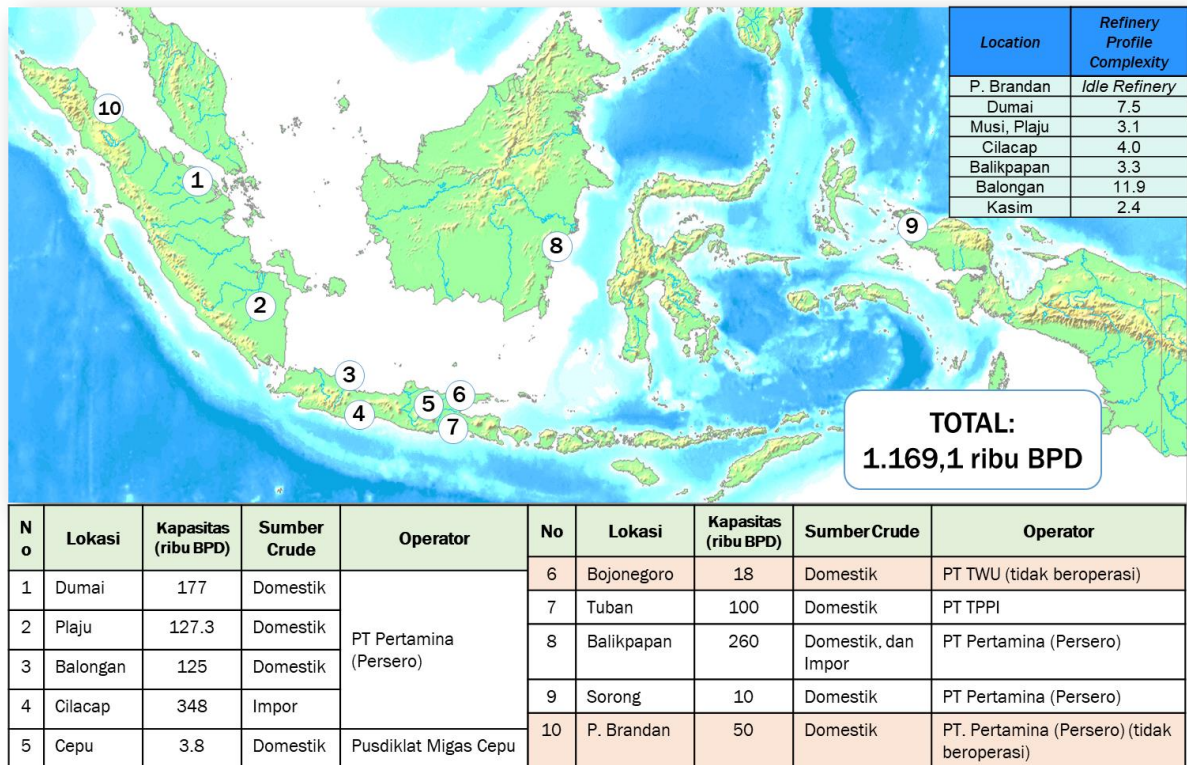 Location Refinery Profile Complexity
P. Brandan Idle Refinery
Dumai 7.5
Musi, Plaju 3.1
Cilacap 4.0
Balikpapan 3.3
Balongan 11.9
Kasim 2.4
10
1
8
9
2
3
4
5
6
7
TOTAL:
1.169,1 ribu BPD
No Lokasi Kapasitas (ribu BPD) Sumber Crude Operator
1 Dumai 177 Domestik PT Pertamina (Persero)
2 Plaju 127.3 Domestik
3 Balongan 125 Domestik
4 Cilacap 348 Impor
5 Cepu 3.8 Domestik Pusdiklat Migas Cepu
No Lokasi Kapasitas (ribu BPD) Sumber Crude Operator
6 Bojonegoro 18 Domestik PT TWU (tidak beroperasi)
7 Tuban 100 Domestik PT TPPI
8 Balikpapan 260 Domestik, dan Impor PT Pertamina (Persero)
9 Sorong 10 Domestik PT Pertamina (Persero)
10 P. Brandan 50 Domestik PT. Pertamina (Persero) (tidak beroperasi)